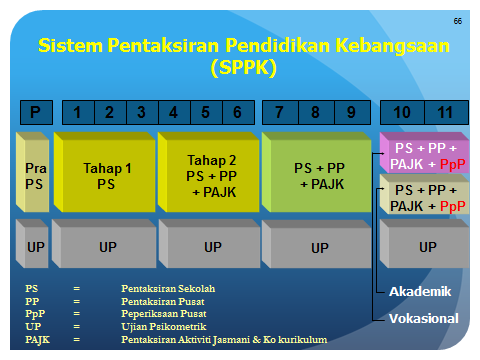 66
Sistem Pentaksiran Pendidikan Kebangsaan
(SPPK)
P 1 2 3 4 5 6 7 8 9 10 11
Pra
PS
Tahap 1
PS
Tahap 2
PS + PP
+ PAJK
PS + PP
+ PAJK
PS + PP +
PAJK + PpP
PS + PP +
PAJK + PpP
UP UP UP UP UP
Akademik
Vokasional
PS = Pentaksiran Sekolah
PP = Pentaksiran Pusat
PpP = Peperiksaan Pusat
UP = Ujian Psikometrik
PAJK = Pentaksiran Aktiviti Jasmani & Ko kurikulum